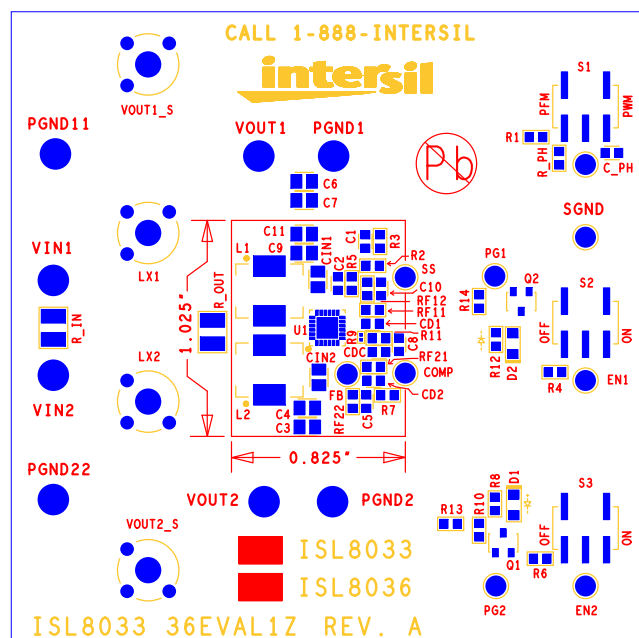 CALL 1-888-INTERSIL
intersil
VOUT1_S
PGND11
VOUT1
PGND1
Pb
S1
PFM
PWM
R1
R_PH
C_PH
C6
C7
SGND
VIN1
LX1
C11
C9
CIN1
C1
R3
L1
R2
C2
R5
SS
PG1
Q2
S2
R_OUT
C10
RF12
RF11
CD1
R14
OFF
ON
R_IN
1.025"
U1
R9
R11
C8
CDC
R12
D2
LX2
CIN2
RF21
COMP
VIN2
R4
EN1
L2
C4
C3
FB
RF22
C5
R7
CD2
0.825"
PGND22
VOUT2
PGND2
VOUT2_S
R13
R10
R8
D1
S3
OFF
ON
Q1
R6
ISL8033
ISL8036
PG2
EN2
ISL8033 36EVAL1Z REV. A